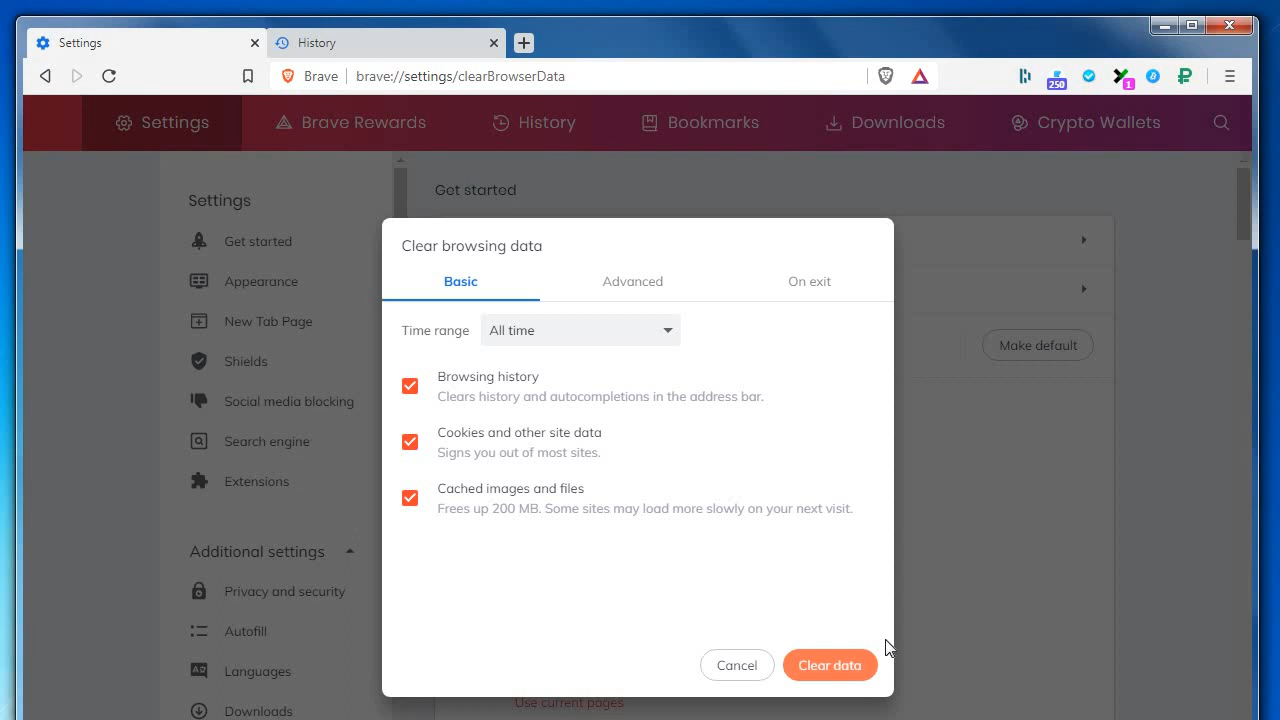 Settings
History
Brave
brave://settings/clearBrowserData
250
1
Settings
Brave Rewards
History
Bookmarks
Downloads
Crypto Wallets
Settings
Get started
Appearance
New Tab Page
Shields
Social media blocking
Search engine
Extensions
Additional settings
Privacy and security
Autofill
Languages
Downloads
Get started
Make default
Clear browsing data
Basic
Advanced
On exit
Time range
All time
Browsing history
Clears history and autocompletions in the address bar.
Cookies and other site data
Signs you out of most sites.
Cached images and files
Frees up 200 MB. Some sites may load more slowly on your next visit.
Cancel
Clear data
Use current pages